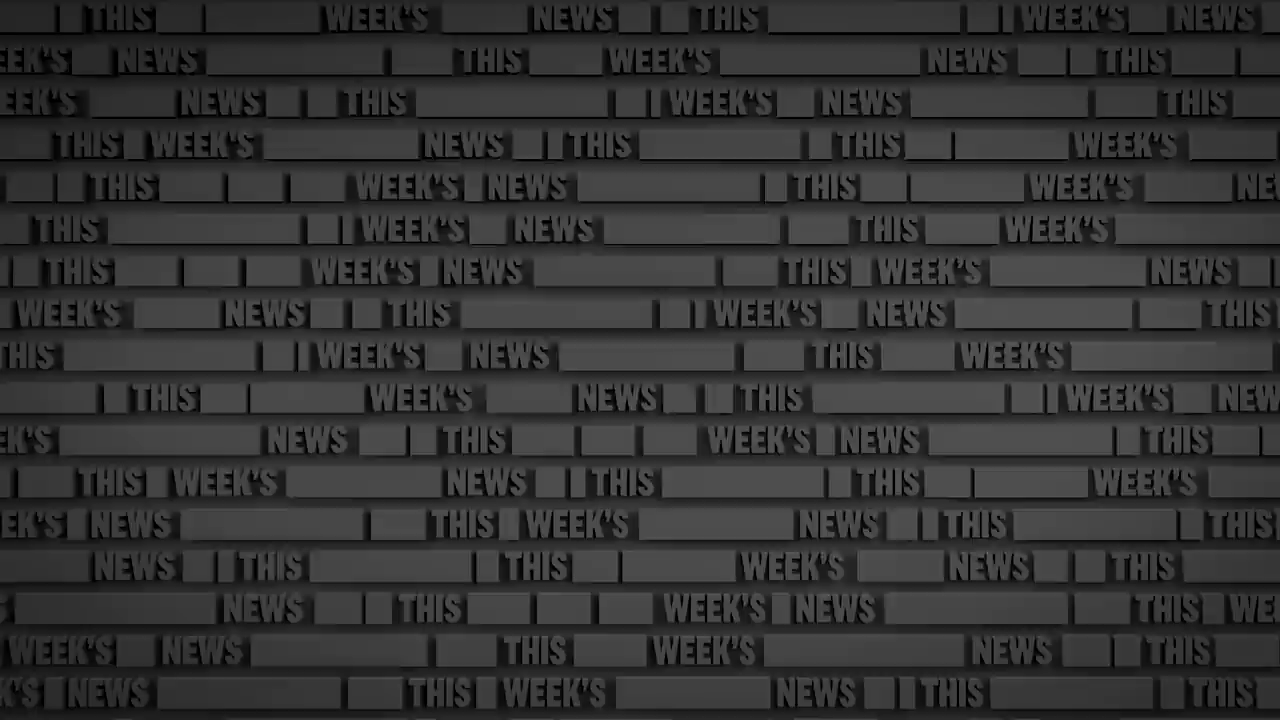 THIS WEEK'S NEWS THIS WEEK'S NEWS
EEK'S NEWS THIS WEEK'S NEWS THIS
EEK'S NEWS THIS WEEK'S NEWS THIS
THIS WEEK'S NEWS THIS THIS WEEK'S
THIS WEEK'S NEWS THIS WEEK'S NE
THIS WEEK'S NEWS THIS WEEK'S
THIS WEEK'S NEWS THIS WEEK'S NEWS
WEEK'S NEWS THIS WEEK'S NEWS THIS
THIS WEEK'S NEWS THIS WEEK'S
THIS WEEK'S NEWS THIS WEEK'S NEW
EK'S NEWS THIS WEEK'S NEWS THIS
THIS WEEK'S NEWS THIS THIS WEEK'S
EK'S NEWS THIS WEEK'S NEWS THIS THIS
NEWS THIS THIS WEEK'S NEWS THIS
S NEWS THIS WEEK'S NEWS THIS WE
WEEK'S NEWS THIS WEEK'S NEWS THIS
K'S NEWS THIS WEEK'S NEWS THIS THIS